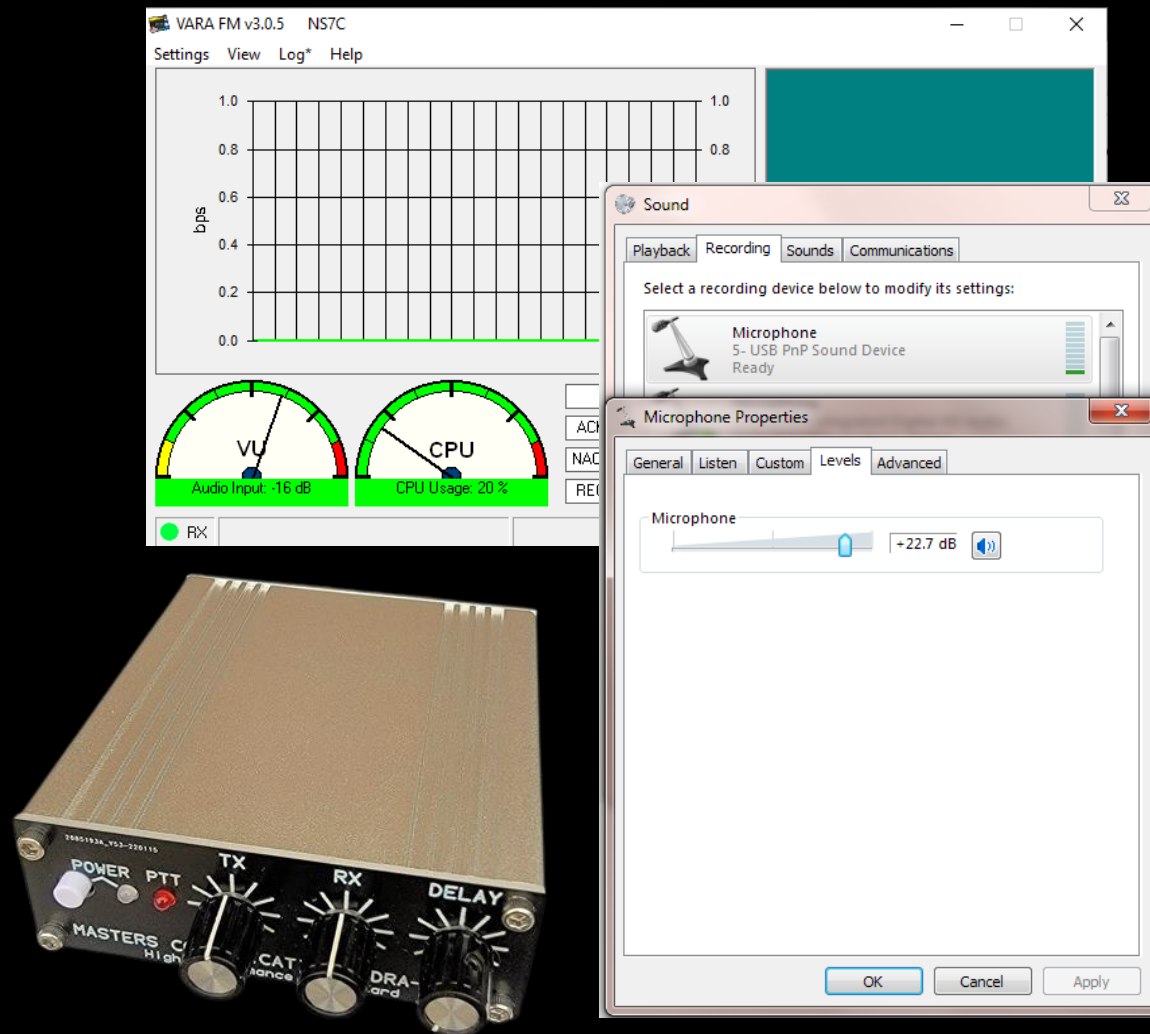 VARA FM v3.0.5 NS7C
Settings View Log* Help
1.0 1.0
0.8 0.8
0.6
bps
0.4
0.2
0.0
VU
Audio Input: -16 dB
CPU
CPU Usage: 20 %
RX
Sound
Playback Recording Sounds Communications
Select a recording device below to modify its settings:
Microphone
5- USB PnP Sound Device
Ready
Microphone Properties
General Listen Custom Levels Advanced
Microphone
+22.7 dB
OK Cancel Apply
POWER PTT TX RX DELAY
MASTERS
DRA-